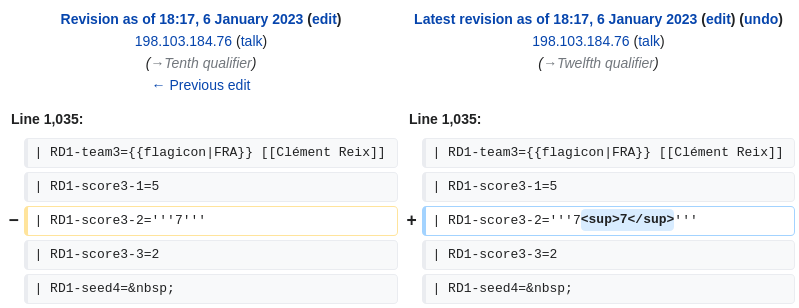 Revision as of 18:17, 6 January 2023 (edit)
198.103.184.76 (talk)
(→Tenth qualifier)
← Previous edit
Latest revision as of 18:17, 6 January 2023 (edit) (undo)
198.103.184.76 (talk)
(→Twelfth qualifier)
Line 1,035:
Line 1,035:
| RD1-team3={{flagicon|FRA}} [[Clément Reix]]
| RD1-team3={{flagicon|FRA}} [[Clément Reix]]
| RD1-score3-1=5
| RD1-score3-1=5
− | RD1-score3-2='''7'''
+ | RD1-score3-2='''7<sup>7</sup>'''
| RD1-score3-3=2
| RD1-score3-3=2
| RD1-seed4=&nbsp;
| RD1-seed4=&nbsp;